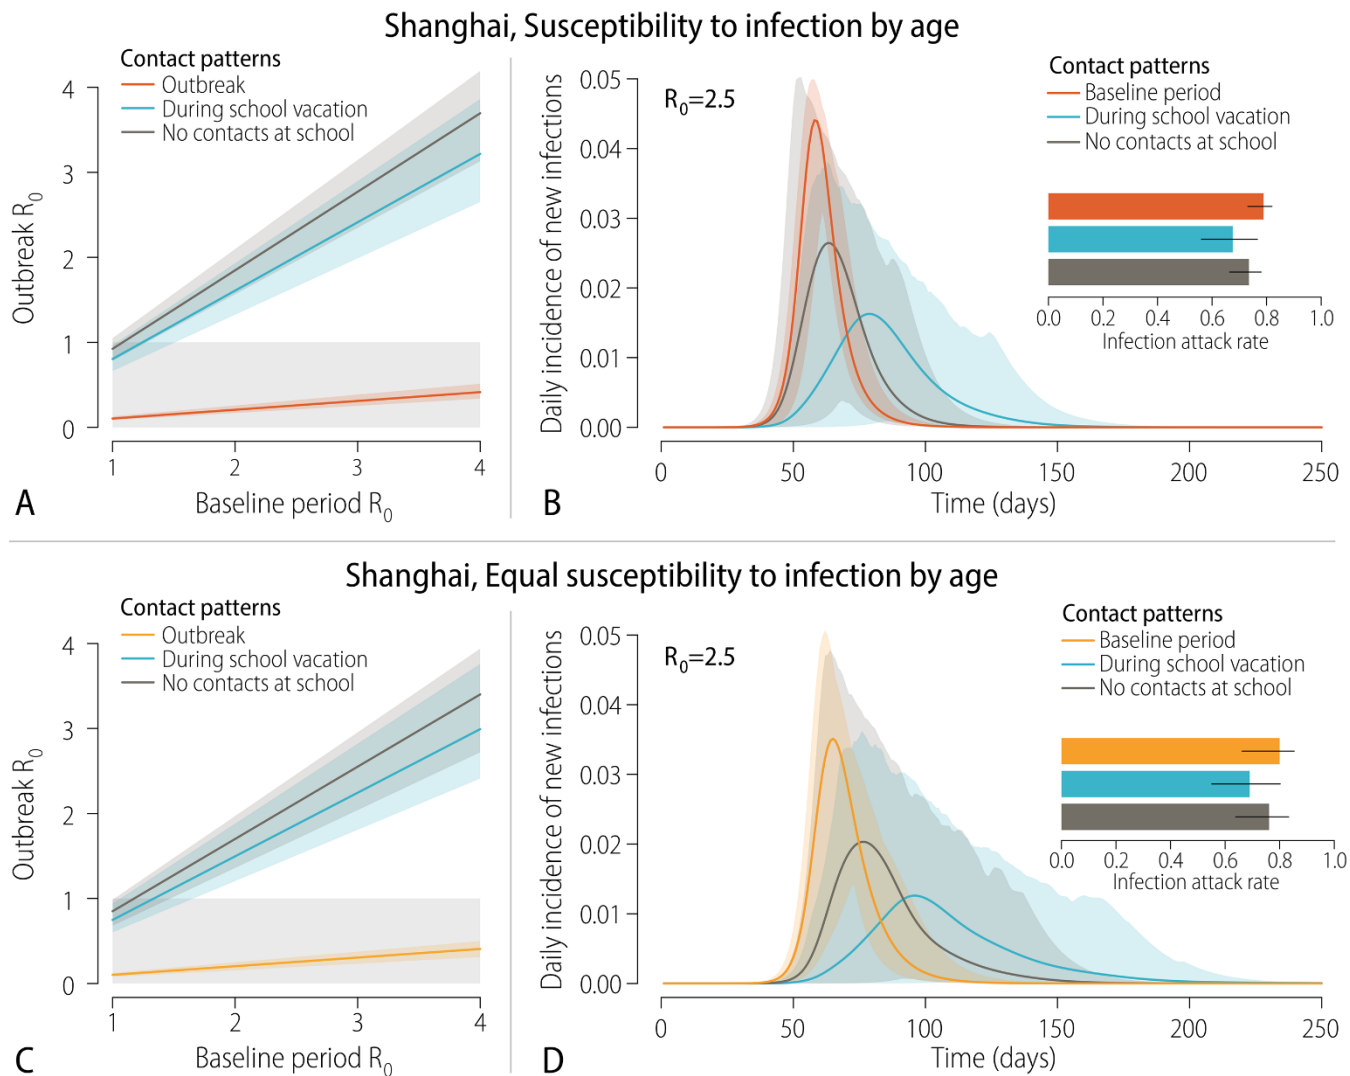 Shanghai, Susceptibility to infection by age
Contact patterns
Outbreak
During school vacation
No contacts at school
Outbreak R0
4
3
2
1
0
1 2 3 4
Baseline period R0
A
R0=2.5
Daily incidence of new infections
0.05
0.04
0.03
0.02
0.01
0.00
0 50 100 150 200 250
Time (days)
B
Contact patterns
Baseline period
During school vacation
No contacts at school
0.0 0.2 0.4 0.6 0.8 1.0
Infection attack rate
Shanghai, Equal susceptibility to infection by age
Contact patterns
Outbreak
During school vacation
No contacts at school
Outbreak R0
4
3
2
1
0
1 2 3 4
Baseline period R0
C
R0=2.5
Daily incidence of new infections
0.05
0.04
0.03
0.02
0.01
0.00
0 50 100 150 200 250
Time (days)
D
Contact patterns
Baseline period
During school vacation
No contacts at school
0.0 0.2 0.4 0.6 0.8 1.0
Infection attack rate